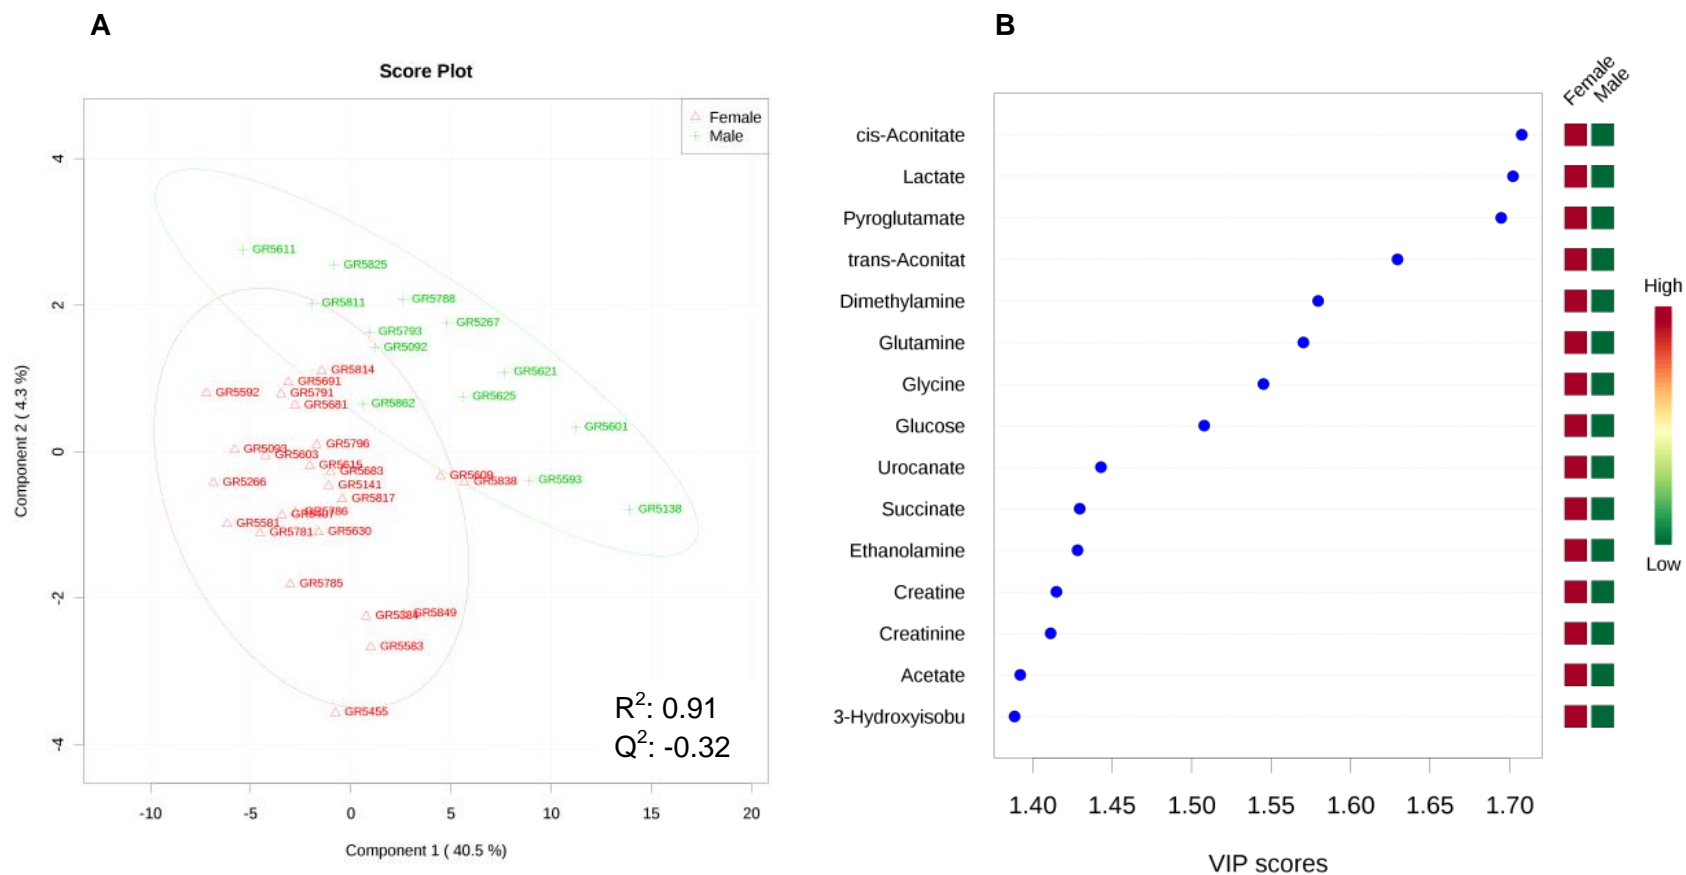 A
Score Plot
Female
Male
4
2
0
-2
-4
Component 2 ( 4.3 %)
GR5611
GR5825
GR5811
GR5788
GR5267
GR5793
GR5092
GR5814
GR5621
GR5691
GR5592
GR5791
GR5625
GR5681
GR5862
GR5601
GR5796
GR5093
GR5603
GR5615
GR5683
GR5609
GR5838
GR5593
GR5266
GR5141
GR5817
GR5138
GR5786
GR5581
GR5781
GR5630
GR5785
GR5384
GR5849
GR5583
GR5455
R²: 0.91
Q²: -0.32
-10
-5
0
5
10
15
20
Component 1 ( 40.5 %)
B
Female
Male
cis-Aconitate
Lactate
Pyroglutamate
trans-Aconitat
Dimethylamine
Glutamine
Glycine
Glucose
Urocanate
Succinate
Ethanolamine
Creatine
Creatinine
Acetate
3-Hydroxyisobu
High
Low
1.40 1.45 1.50 1.55 1.60 1.65 1.70
VIP scores